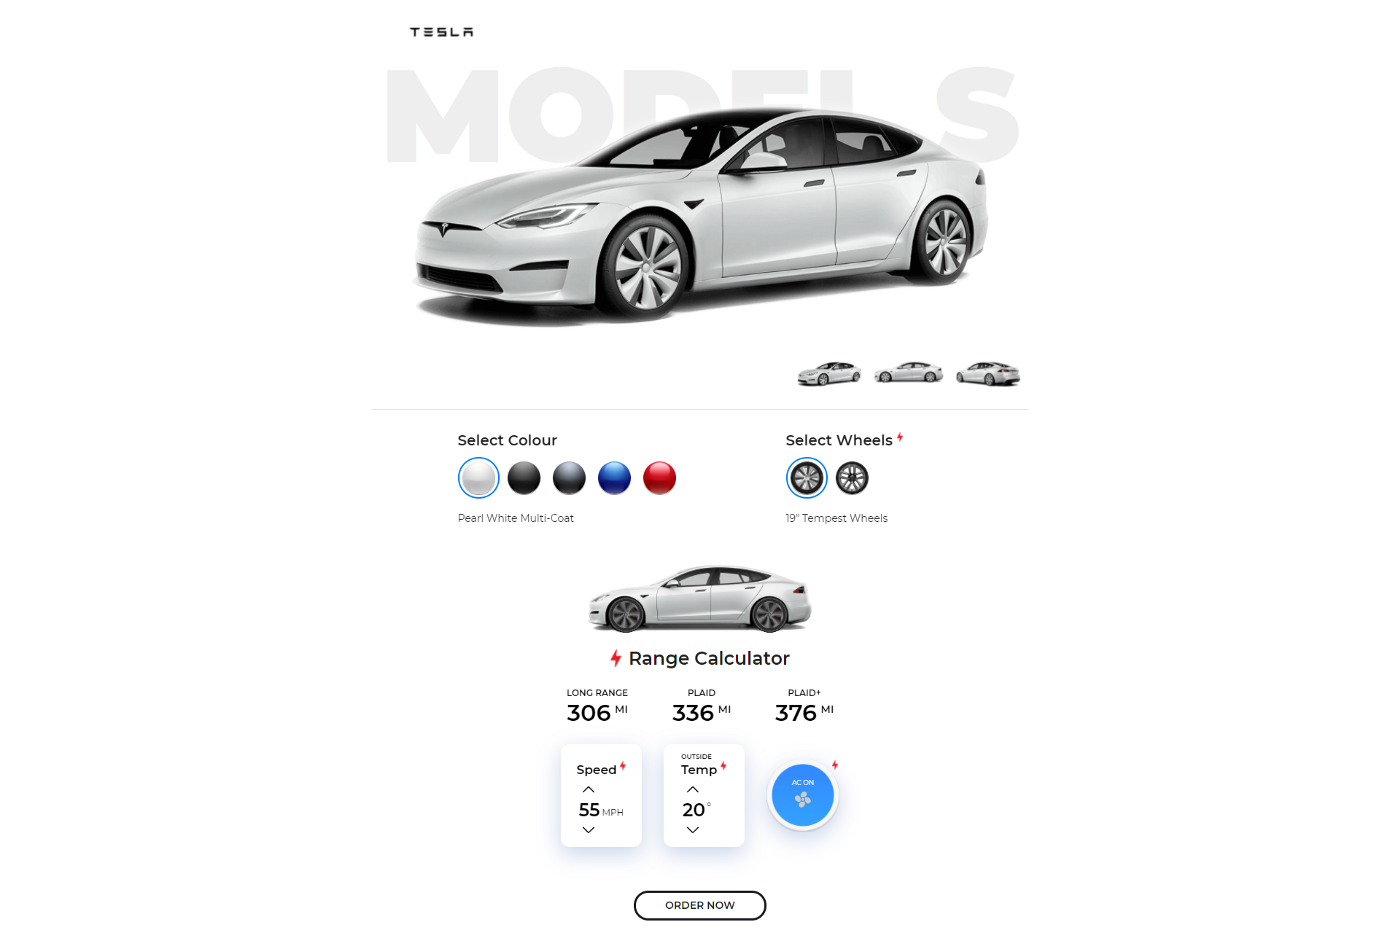 TESLA
MODEL S
Select Colour
Select Wheels
Pearl White Multi-Coat
19" Tempest Wheels
Range Calculator
LONG RANGE
306 MI
PLAID
336 MI
PLAID+
376 MI
Speed
55 MPH
OUTSIDE
Temp
20°
AC ON
ORDER NOW